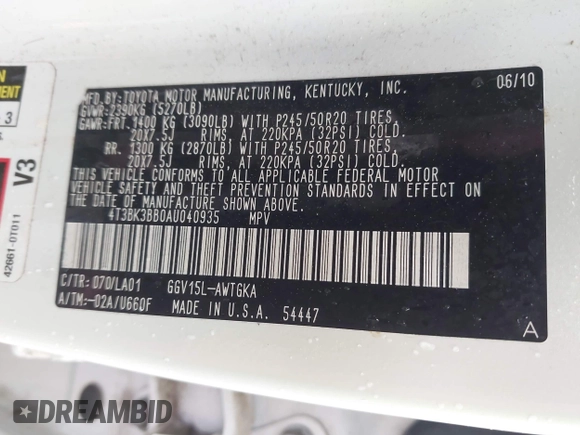 MFD.BY:TOYOTA MOTOR MANUFACTURING, KENTUCKY, INC. 06/10
GVWR:2390KG (5270LB)
GAWR:FRT 1400 KG (3090LB) WITH P245/50R20 TIRES,
20X7.5J RIMS, AT 220KPA (32PSI) COLD
RR. 1300 KG (2870LB) WITH P245/50R20 TIRES,
20X7.5J RIMS, AT 220KPA (32PSI) COLD
THIS VEHICLE CONFORMS TO ALL APPLICABLE FEDERAL MOTOR
VEHICLE SAFETY AND THEFT PREVENTION STANDARDS IN EFFECT ON
THE DATE OF MANUFACTURE SHOWN ABOVE.
4T3BK3BB0AU040935 MPV
C/TR: 070/LA01 GGV15L-AWTGKA
A/TM:-02A/U660F MADE IN U.S.A. 54447
A
3
V3
42661-0T011
DREAMBID